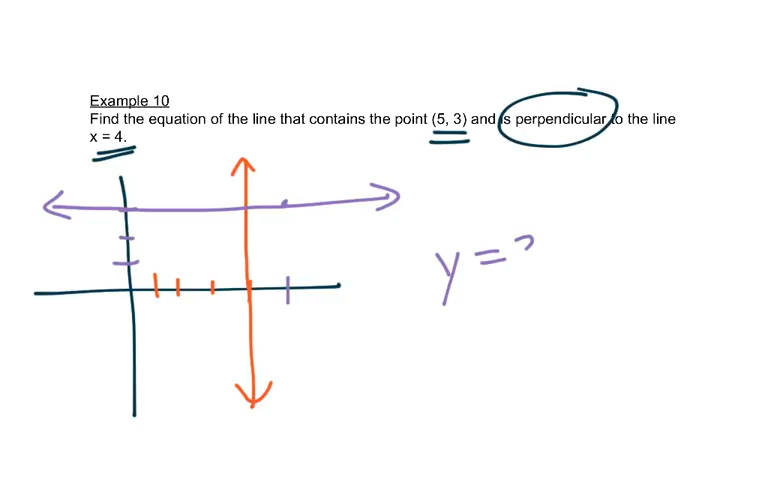 Example 10
Find the equation of the line that contains the point (5, 3) and is perpendicular to the line
x = 4.
y =